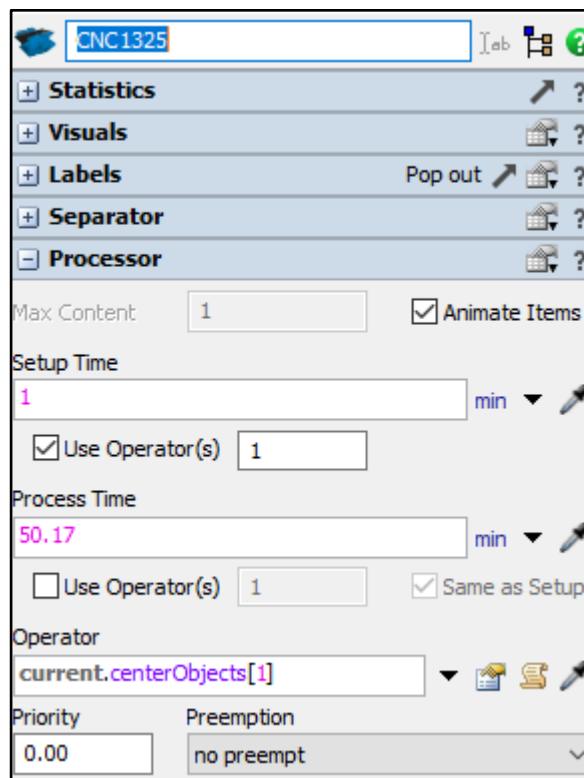 CNC1325
Statistics ?
Visuals ?
Labels Pop out ?
Separator ?
Processor ?
Max Content 1 Animate Items
Setup Time
1 min
Use Operator(s) 1
Process Time
50.17 min
Use Operator(s) 1 Same as Setup
Operator
current.centerObjects[1]
Priority Preemption
0.00 no preempt